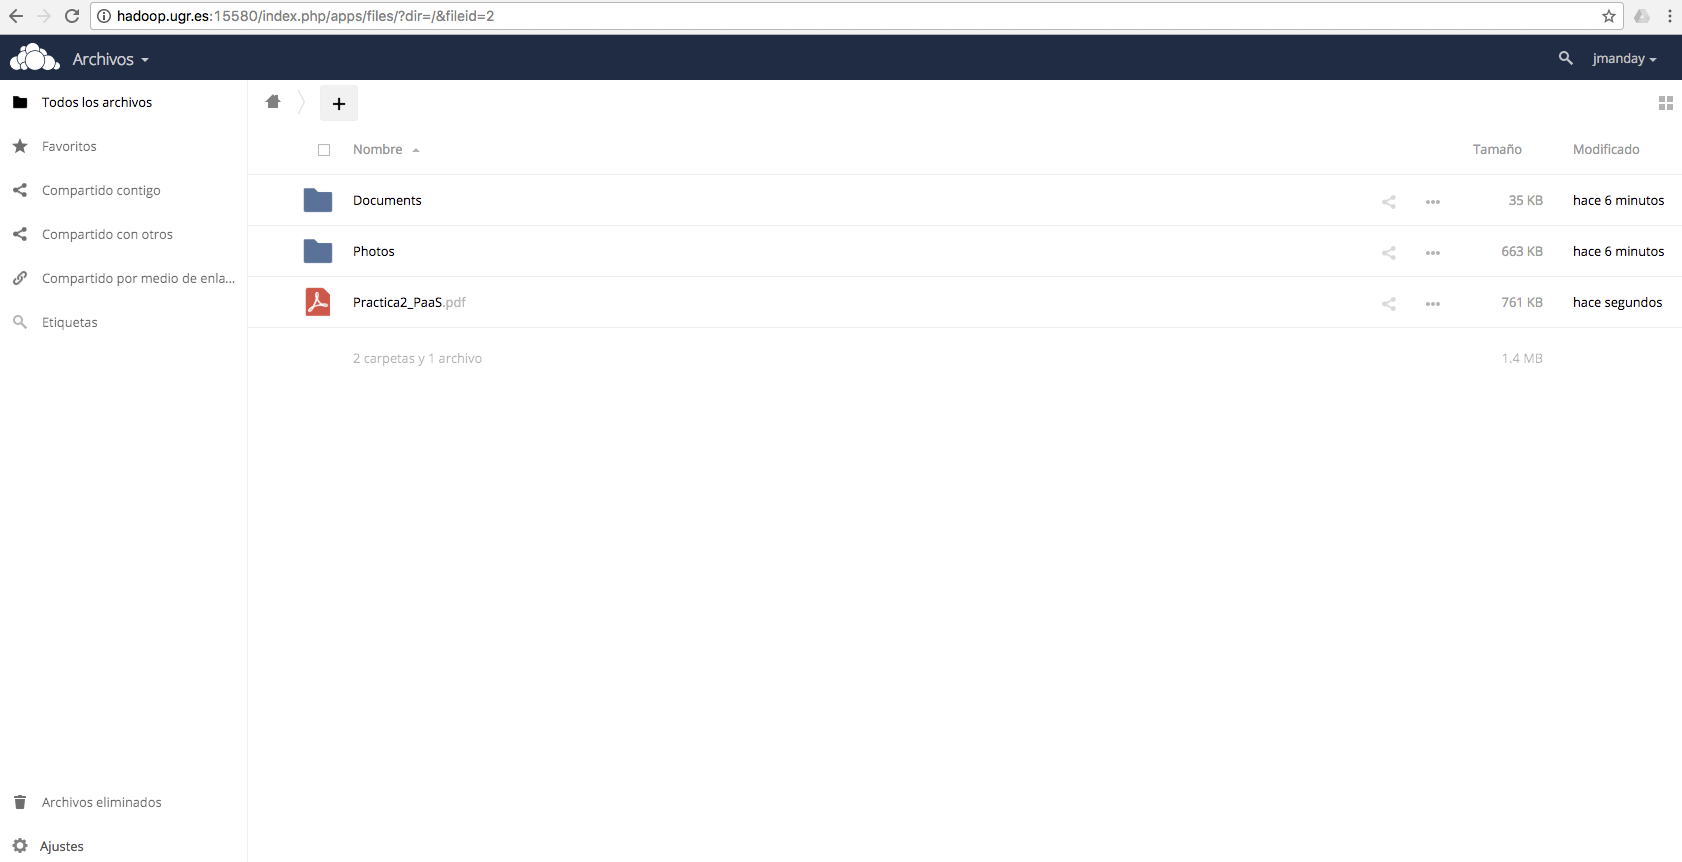 hadoop.ugr.es:15580/index.php/apps/files/?dir=/&fileid=2
Archivos
jmanday
Todos los archivos
Favoritos
Compartido contigo
Compartido con otros
Compartido por medio de enla...
Etiquetas
Nombre Tamaño Modificado
Documents 35 KB hace 6 minutos
Photos 663 KB hace 6 minutos
Practica2_PaaS.pdf 761 KB hace segundos
2 carpetas y 1 archivo 1.4 MB
Archivos eliminados
Ajustes